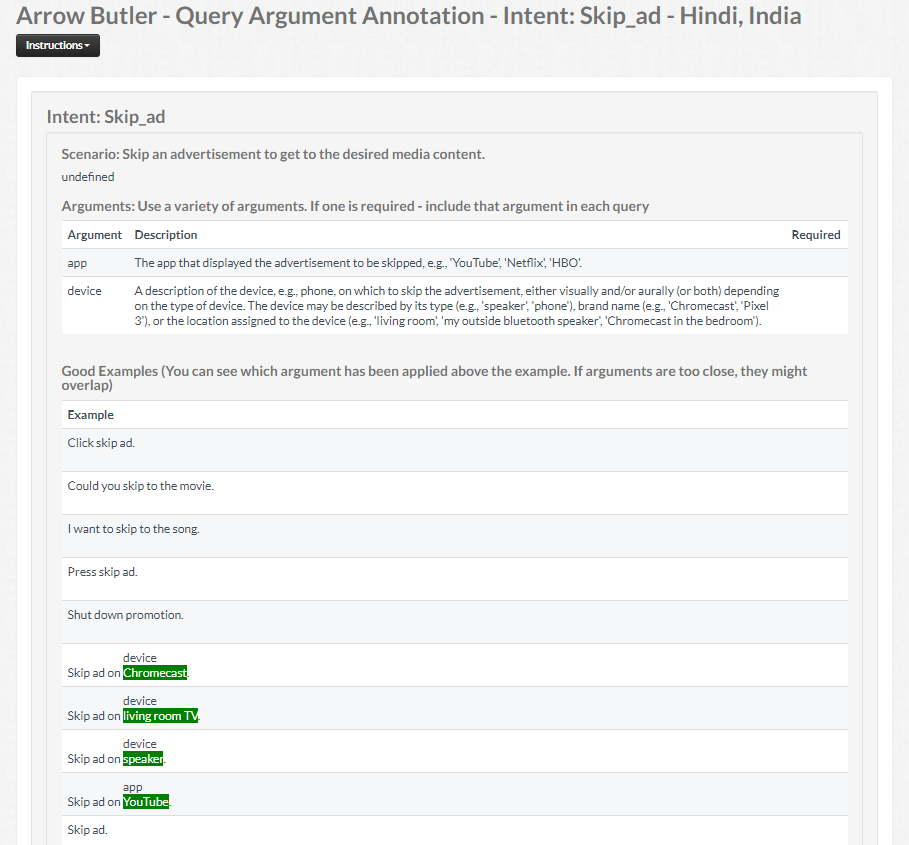 Arrow Butler - Query Argument Annotation - Intent: Skip_ad - Hindi, India
Instructions
Intent: Skip_ad
Scenario: Skip an advertisement to get to the desired media content.
undefined
Arguments: Use a variety of arguments. If one is required - include that argument in each query
Argument Description Required
app The app that displayed the advertisement to be skipped, e.g., 'YouTube', 'Netflix', 'HBO'.
device A description of the device, e.g., phone, on which to skip the advertisement, either visually and/or aurally (or both) depending
on the type of device. The device may be described by its type (e.g., 'speaker', 'phone'), brand name (e.g., 'Chromecast', 'Pixel
3'), or the location assigned to the device (e.g., 'living room', 'my outside bluetooth speaker', 'Chromecast in the bedroom').
Good Examples (You can see which argument has been applied above the example. If arguments are too close, they might
overlap)
Example
Click skip ad.
Could you skip to the movie.
I want to skip to the song.
Press skip ad.
Shut down promotion.
device
Skip ad on Chromecast.
device
Skip ad on living room TV.
device
Skip ad on speaker.
app
Skip ad on YouTube.
Skip ad.